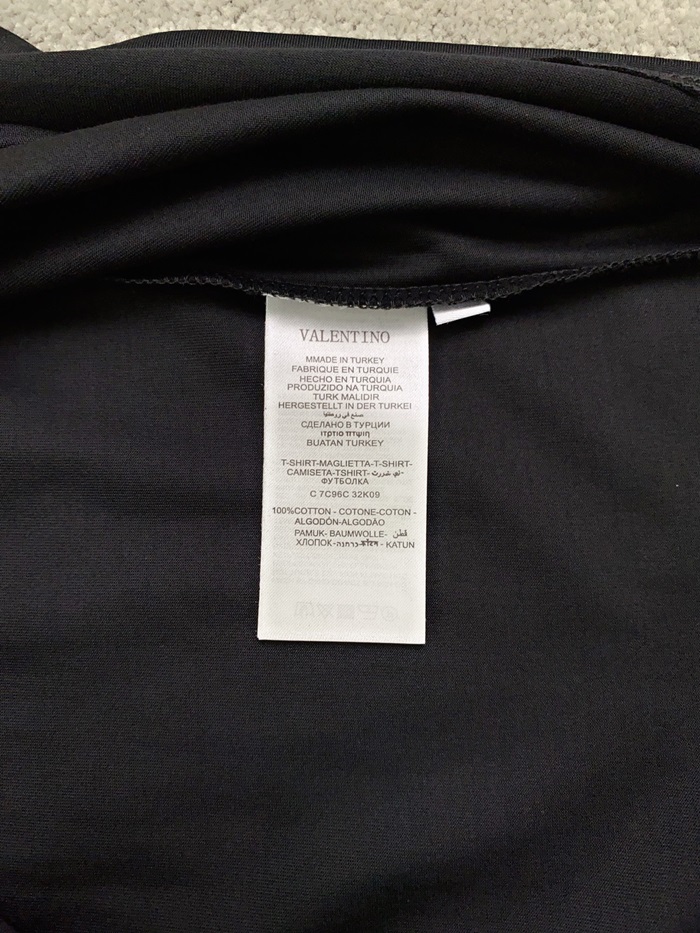 VALENTINO
MMADE IN TURKEY
FABRIQUE EN TURQUIE
HECHO EN TURQUIA
PRODUZIDO NA TURQUIA
TURK MALIDIR
HERGESTELLT IN DER TURKEI
صنع في
СДЕЛАНО В ТУРЦИИ
BUATAN TURKEY
T-SHIRT-MAGLIETTA-T-SHIRT-
CAMISETA-TSHIRT-
ФУТБОЛКА
C 7C96C 32K09
100%COTTON - COTONE-COTON -
ALGODÓN-ALGODÃO
PAMUK- BAUMWOLLE- قطن
ХЛОПОК - KATUN